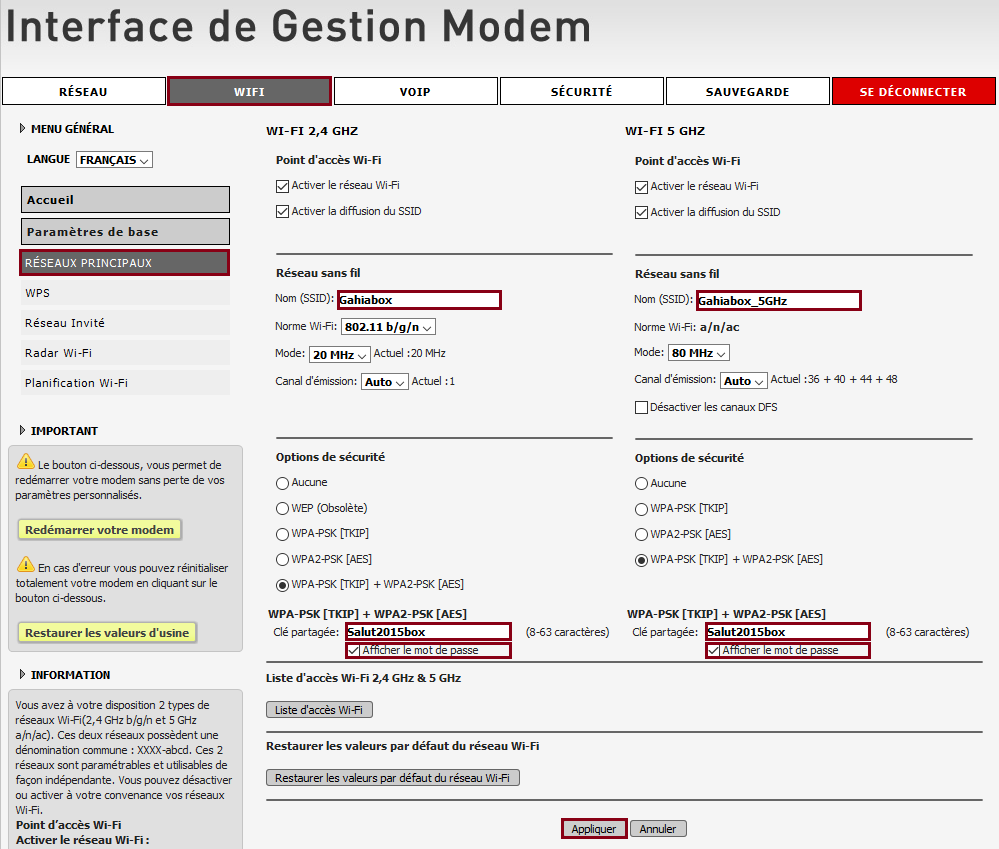 Interface de Gestion Modem
RÉSEAU
WIFI
VOIP
SÉCURITÉ
SAUVEGARDE
SE DÉCONNECTER
MENU GÉNÉRAL
LANGUE FRANÇAIS
Accueil
Paramètres de base
RÉSEAUX PRINCIPAUX
WPS
Réseau Invité
Radar Wi-Fi
Planification Wi-Fi
IMPORTANT
Le bouton ci-dessous, vous permet de
redémarrer votre modem sans perte de vos
paramètres personnalisés.
Redémarrer votre modem
En cas d'erreur vous pouvez réinitialiser
totalement votre modem en cliquant sur le
bouton ci-dessous.
Restaurer les valeurs d'usine
INFORMATION
Vous avez à votre disposition 2 types de
réseaux Wi-Fi(2,4 GHz b/g/n et 5 GHz
a/n/ac). Ces deux réseaux possèdent une
dénomination commune : XXXX-abcd. Ces 2
réseaux sont paramétrables et utilisables de
façon indépendante. Vous pouvez désactiver
ou activer à votre convenance vos réseaux
Wi-Fi.
Point d'accès Wi-Fi
Activer le réseau Wi-Fi :
WI-FI 2,4 GHZ
Point d'accès Wi-Fi
Activer le réseau Wi-Fi
Activer la diffusion du SSID
Réseau sans fil
Nom (SSID): Gahiabox
Norme Wi-Fi: 802.11 b/g/n
Mode: 20 MHz Actuel :20 MHz
Canal d'émission: Auto Actuel :1
Options de sécurité
Aucune
WEP (Obsolète)
WPA-PSK [TKIP]
WPA2-PSK [AES]
WPA-PSK [TKIP] + WPA2-PSK [AES]
WPA-PSK [TKIP] + WPA2-PSK [AES]
Clé partagée: Salut2015box (8-63 caractères)
Afficher le mot de passe
WI-FI 5 GHZ
Point d'accès Wi-Fi
Activer le réseau Wi-Fi
Activer la diffusion du SSID
Réseau sans fil
Nom (SSID): Gahiabox_5GHz
Norme Wi-Fi: a/n/ac
Mode: 80 MHz
Canal d'émission: Auto Actuel :36 + 40 + 44 + 48
Désactiver les canaux DFS
Options de sécurité
Aucune
WPA-PSK [TKIP]
WPA2-PSK [AES]
WPA-PSK [TKIP] + WPA2-PSK [AES]
WPA-PSK [TKIP] + WPA2-PSK [AES]
Clé partagée: Salut2015box (8-63 caractères)
Afficher le mot de passe
Liste d'accès Wi-Fi 2,4 GHz & 5 GHz
Liste d'accès Wi-Fi
Restaurer les valeurs par défaut du réseau Wi-Fi
Restaurer les valeurs par défaut du réseau Wi-Fi
Appliquer
Annuler